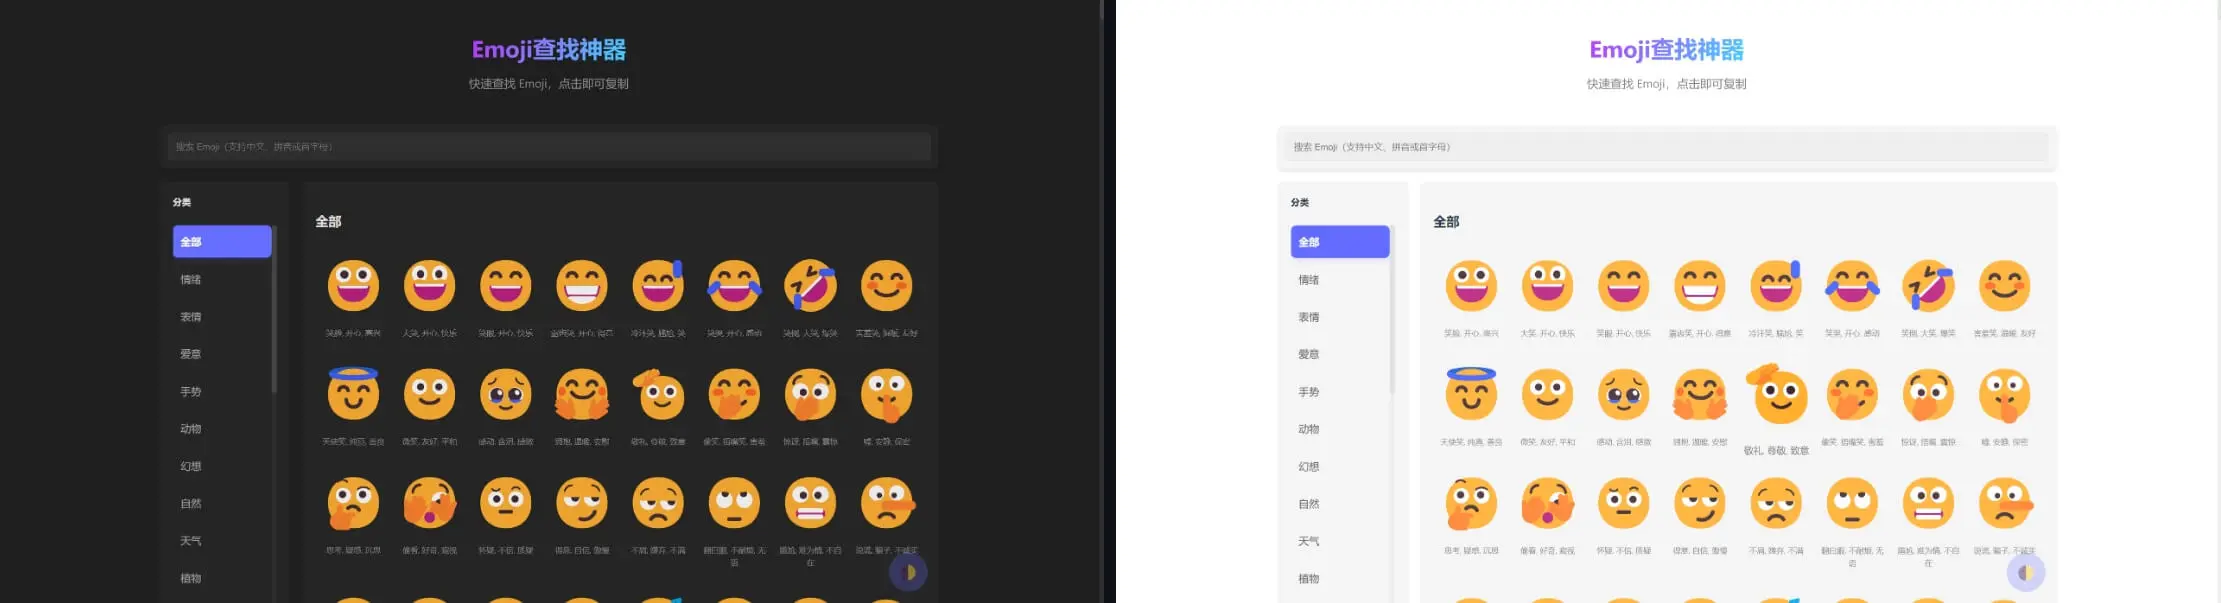 Emoji查找神器
快速查找 Emoji，点击即可复制
搜索 Emoji（支持中文、拼音或首字母）
分类
全部
情绪
表情
爱意
手势
动物
幻想
自然
天气
植物
全部
笑脸, 开心, 高兴
大笑, 开心, 快乐
笑眼, 开心, 快乐
露齿笑, 开心, 得意
冷汗笑, 尴尬, 笑
笑哭, 开心, 感动
笑倒, 大笑, 爆笑
害羞笑, 温暖, 友好
天使笑, 纯真, 善良
微笑, 友好, 平和
感动, 含泪, 感激
拥抱, 温暖, 安慰
敬礼, 尊敬, 致意
偷笑, 捂嘴笑, 害羞
惊讶, 捂嘴, 震惊
嘘, 安静, 保密
思考, 疑惑, 沉思
偷看, 好奇, 窥视
怀疑, 不信, 质疑
得意, 自信, 傲慢
不屑, 嫌弃, 不满
翻白眼, 不耐烦, 无
语
尴尬, 难为情, 不自
在
说谎, 骗子, 不诚实
Emoji查找神器
快速查找 Emoji，点击即可复制
搜索 Emoji（支持中文、拼音或首字母）
分类
全部
情绪
表情
爱意
手势
动物
幻想
自然
天气
植物
全部
笑脸, 开心, 高兴
大笑, 开心, 快乐
笑眼, 开心, 快乐
露齿笑, 开心, 得意
冷汗笑, 尴尬, 笑
笑哭, 开心, 感动
笑倒, 大笑, 爆笑
害羞笑, 温暖, 友好
天使笑, 纯真, 善良
微笑, 友好, 平和
感动, 含泪, 感激
拥抱, 温暖, 安慰
敬礼, 尊敬, 致意
偷笑, 捂嘴笑, 害羞
惊讶, 捂嘴, 震惊
嘘, 安静, 保密
思考, 疑惑, 沉思
偷看, 好奇, 窥视
怀疑, 不信, 质疑
得意, 自信, 傲慢
不屑, 嫌弃, 不满
翻白眼, 不耐烦, 无
语
尴尬, 难为情, 不自
在
说谎, 骗子, 不诚实